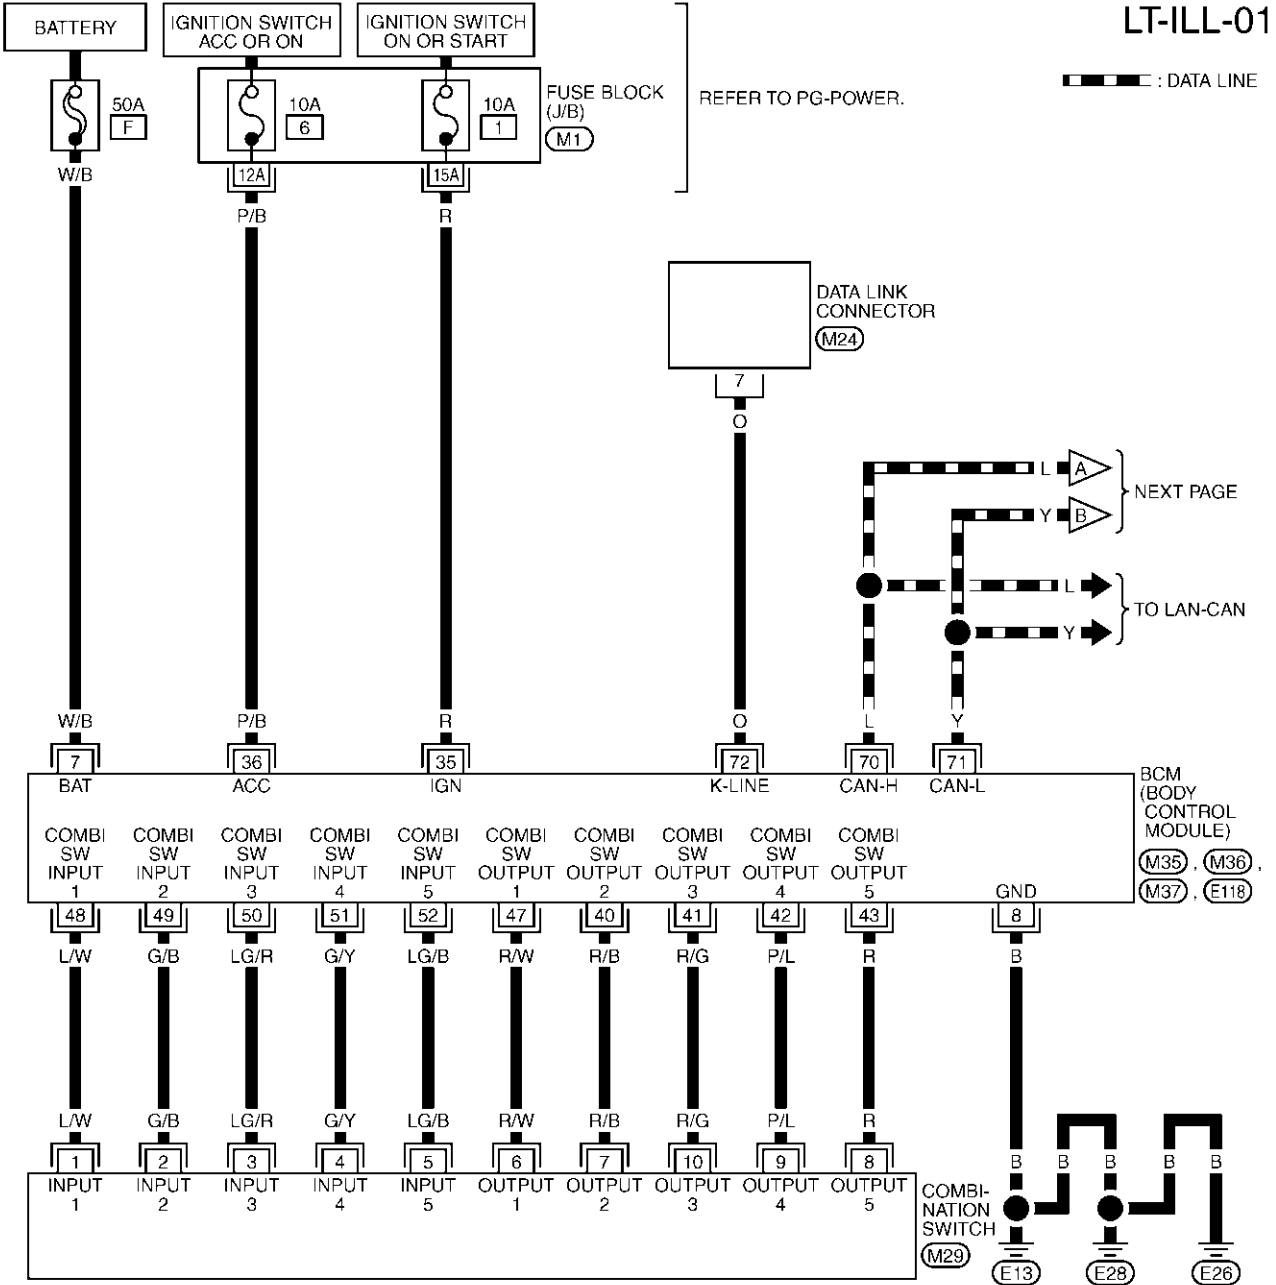 LT-ILL-01
BATTERY
IGNITION SWITCH
ACC OR ON
IGNITION SWITCH
ON OR START
: DATA LINE
50A
F
10A
6
10A
1
FUSE BLOCK
(J/B)
M1
REFER TO PG-POWER.
12A
15A
W/B
P/B
R
DATA LINK
CONNECTOR
M24
7
O
L
A
Y
B
NEXT PAGE
L
Y
TO LAN-CAN
W/B
P/B
R
O
L
Y
7
36
35
72
70
71
BAT
ACC
IGN
K-LINE
CAN-H
CAN-L
BCM
(BODY
CONTROL
MODULE)
M35 , M36 ,
M37 , E118
COMBI
SW
INPUT
1
COMBI
SW
INPUT
2
COMBI
SW
INPUT
3
COMBI
SW
INPUT
4
COMBI
SW
INPUT
5
COMBI
SW
OUTPUT
1
COMBI
SW
OUTPUT
2
COMBI
SW
OUTPUT
3
COMBI
SW
OUTPUT
4
COMBI
SW
OUTPUT
5
GND
48
49
50
51
52
47
40
41
42
43
8
L/W
G/B
LG/R
G/Y
LG/B
R/W
R/B
R/G
P/L
R
B
L/W
G/B
LG/R
G/Y
LG/B
R/W
R/B
R/G
P/L
R
1
2
3
4
5
6
7
10
9
8
B
B
B
B
B
INPUT
1
INPUT
2
INPUT
3
INPUT
4
INPUT
5
OUTPUT
1
OUTPUT
2
OUTPUT
3
OUTPUT
4
OUTPUT
5
COMBI-
NATION
SWITCH
M29
E13
E28
E26